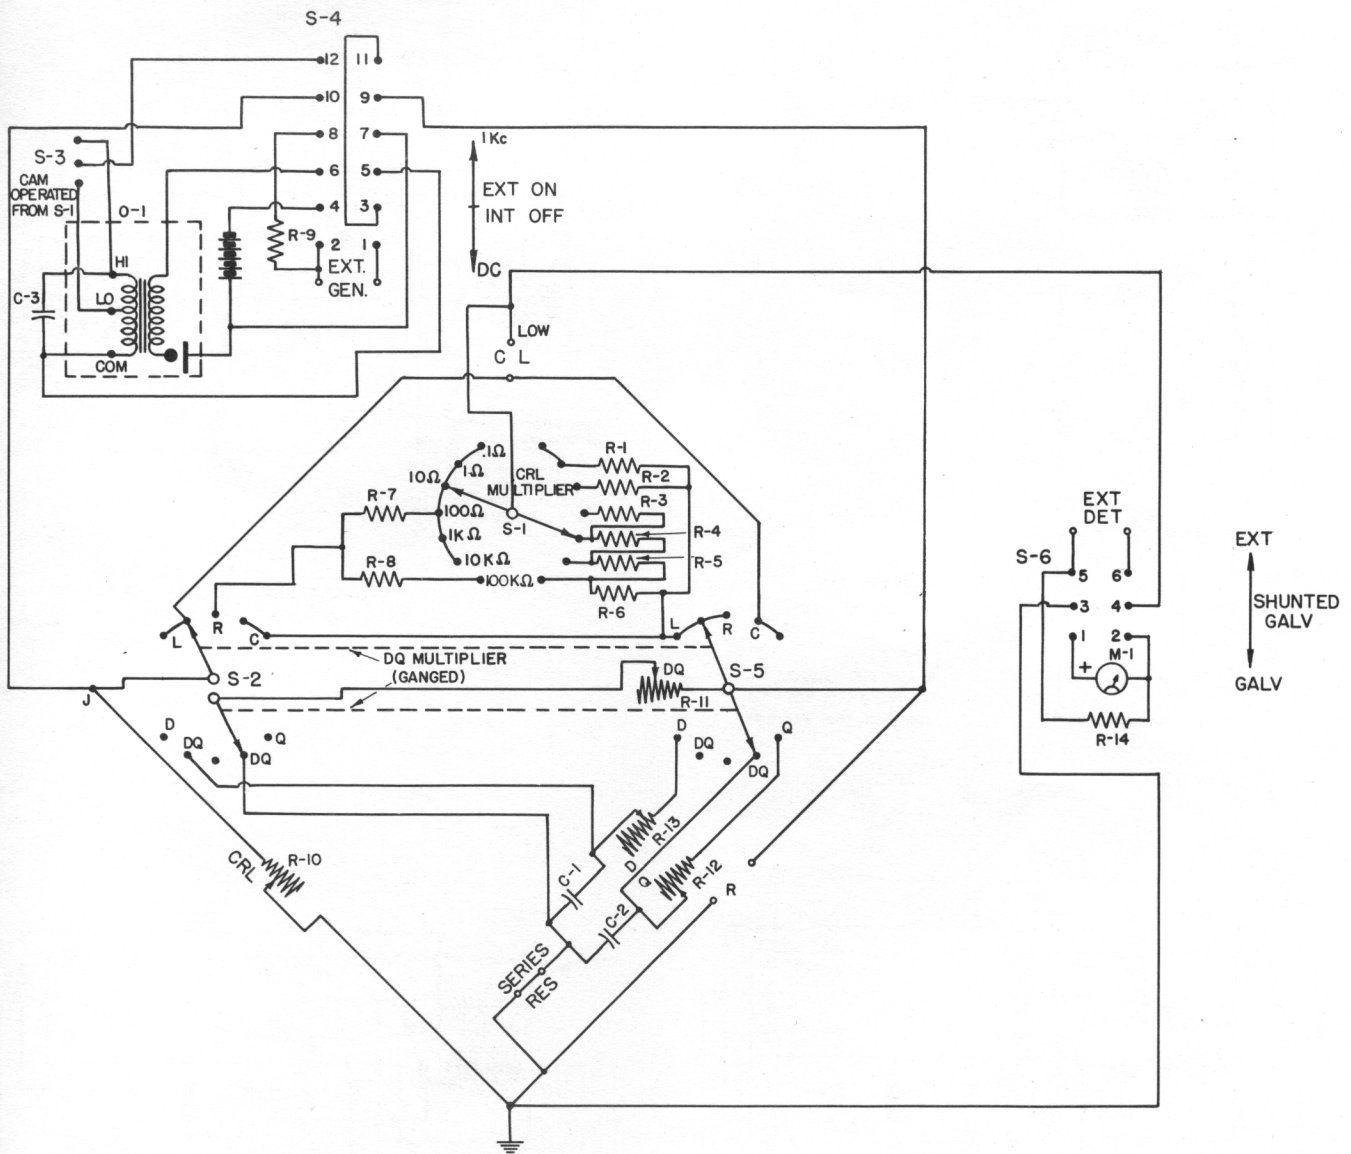 S-4
12 11
10 9
8 7
6 5
4 3
2 1
S-3
CAM
OPERATED
FROM S-1
O-1
R-9
EXT.
GEN.
HI
LO
COM
C-3
1Kc
EXT ON
INT OFF
DC
LOW
C L
.1Ω
1Ω
10Ω
100Ω
1KΩ
10KΩ
100KΩ
CRL
MULTIPLIER
S-1
R-1
R-2
R-3
R-4
R-5
R-6
R-7
R-8
L R C
L R C
DQ MULTIPLIER
(GANGED)
S-2
S-5
DQ
R-11
J
D DQ DQ Q
D DQ DQ Q
CRL
R-10
R-13
D
C-1
Q
R-12
C-2
R
SERIES
RES
EXT
DET
S-6
5 6
3 4
1 2
M-1
+
R-14
EXT
SHUNTED
GALV
GALV